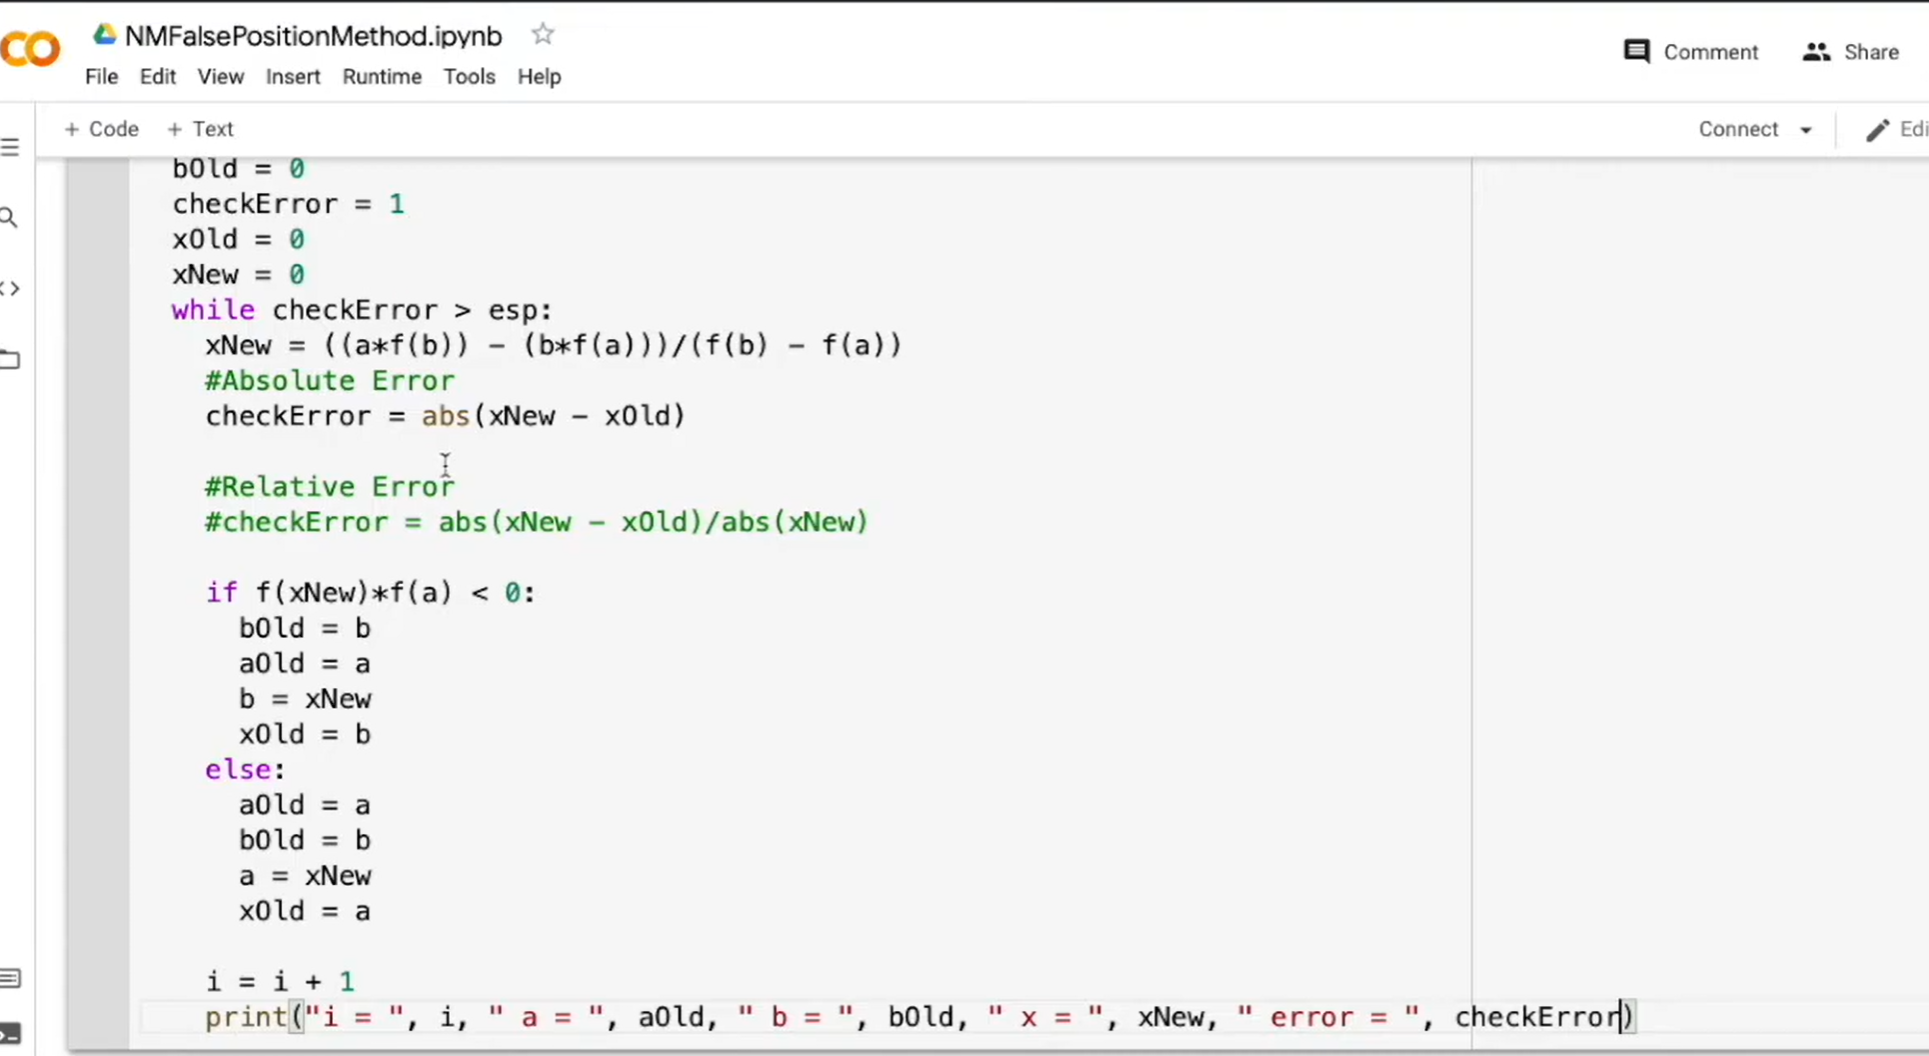 NMFalsePositionMethod.ipynb
Comment Share
File Edit View Insert Runtime Tools Help
+ Code + Text
Connect
bOld = 0
checkError = 1
xOld = 0
xNew = 0
while checkError > esp:
xNew = ((a*f(b)) - (b*f(a)))/(f(b) - f(a))
#Absolute Error
checkError = abs(xNew - xOld)
#Relative Error
#checkError = abs(xNew - xOld)/abs(xNew)
if f(xNew)*f(a) < 0:
bOld = b
aOld = a
b = xNew
xOld = b
else:
aOld = a
bOld = b
a = xNew
xOld = a
i = i + 1
print("i = ", i, " a = ", aOld, " b = ", bOld, " x = ", xNew, " error = ", checkError)